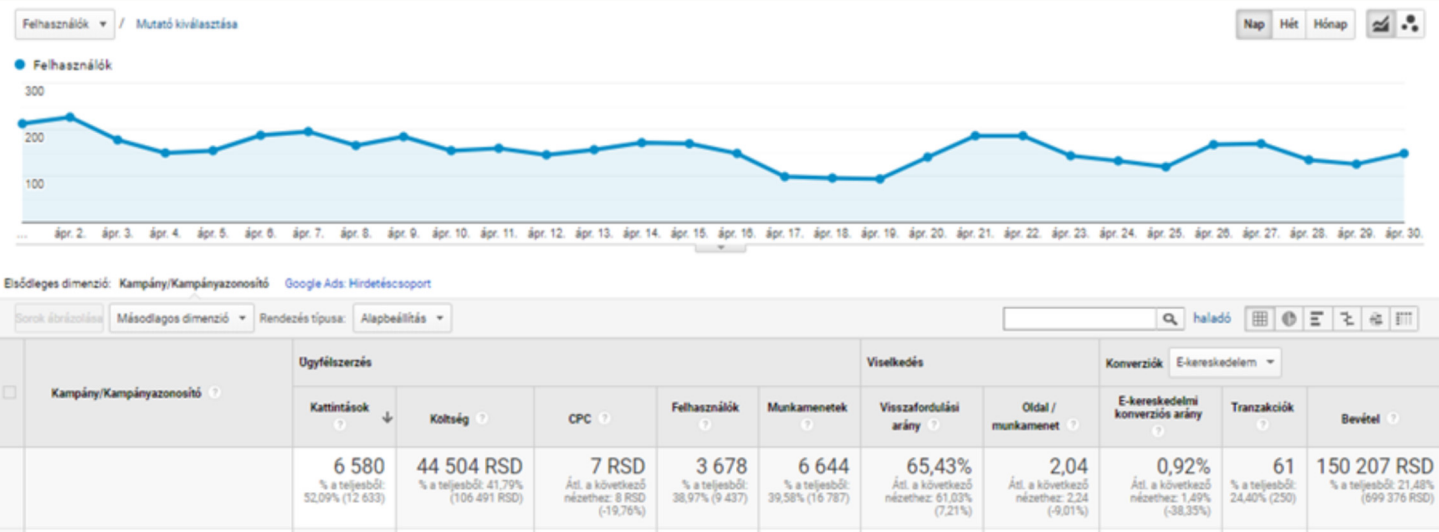 Felhasználók / Mutató kiválasztása Nap Hét Hónap
Felhasználók
300
200
100
... ápr. 2. ápr. 3. ápr. 4. ápr. 5. ápr. 6. ápr. 7. ápr. 8. ápr. 9. ápr. 10. ápr. 11. ápr. 12. ápr. 13. ápr. 14. ápr. 15. ápr. 16. ápr. 17. ápr. 18. ápr. 19. ápr. 20. ápr. 21. ápr. 22. ápr. 23. ápr. 24. ápr. 25. ápr. 26. ápr. 27. ápr. 28. ápr. 29. ápr. 30.
Elsődleges dimenzió: Kampány/Kampányazonosító Google Ads: Hirdetéscsoport
Sorok ábrázolása Másodlagos dimenzió Rendezés típusa: Alapbeállítás haladó
Kampány/Kampányazonosító ?
Ügyfélszerzés
Viselkedés
Konverziók E-kereskedelem
Kattintások
?
Költség ?
CPC ?
Felhasználók
?
Munkamenetek
?
Visszafordulási
arány ?
Oldal /
munkamenet ?
E-kereskedelmi
konverziós arány
?
Tranzakciók
?
Bevétel ?
6 580
% a teljesből:
52,09% (12 633)
44 504 RSD
% a teljesből: 41,79%
(106 491 RSD)
7 RSD
Átl. a következő
nézethez: 8 RSD
(-19,76%)
3 678
% a teljesből:
38,97% (9 437)
6 644
% a teljesből:
39,58% (16 787)
65,43%
Átl. a következő
nézethez: 61,03%
(7,21%)
2,04
Átl. a következő
nézethez: 2,24
(-9,01%)
0,92%
Átl. a következő
nézethez: 1,49%
(-38,35%)
61
% a teljesből:
24,40% (250)
150 207 RSD
% a teljesből: 21,48%
(699 376 RSD)